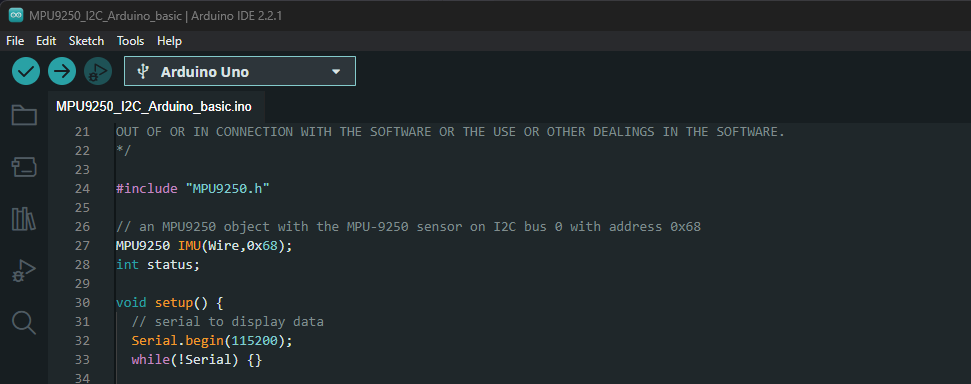 MPU9250_I2C_Arduino_basic | Arduino IDE 2.2.1
File Edit Sketch Tools Help
Arduino Uno
MPU9250_I2C_Arduino_basic.ino
21 OUT OF OR IN CONNECTION WITH THE SOFTWARE OR THE USE OR OTHER DEALINGS IN THE SOFTWARE.
22 */
23
24 #include "MPU9250.h"
25
26 // an MPU9250 object with the MPU-9250 sensor on I2C bus 0 with address 0x68
27 MPU9250 IMU(Wire,0x68);
28 int status;
29
30 void setup() {
31 // serial to display data
32 Serial.begin(115200);
33 while(!Serial) {}
34